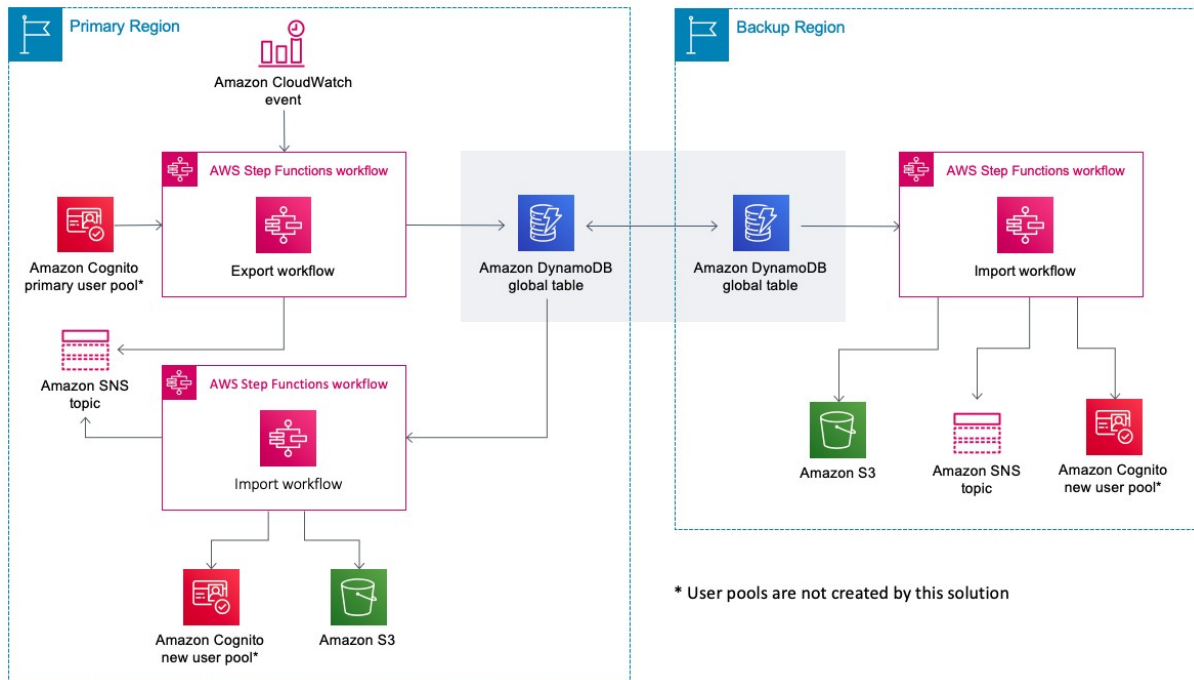 Primary Region
Amazon CloudWatch
event
AWS Step Functions workflow
Export workflow
Amazon Cognito
primary user pool*
Amazon DynamoDB
global table
Amazon SNS
topic
AWS Step Functions workflow
Import workflow
Amazon Cognito
new user pool*
Amazon S3
Backup Region
Amazon DynamoDB
global table
AWS Step Functions workflow
Import workflow
Amazon S3
Amazon SNS
topic
Amazon Cognito
new user pool*
* User pools are not created by this solution